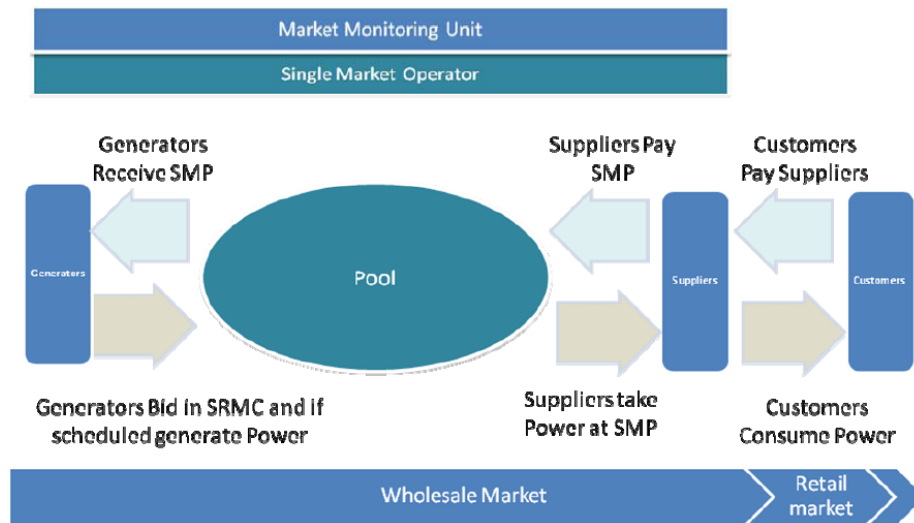 Market Monitoring Unit
Single Market Operator
Generators
Receive SMP
Suppliers Pay
SMP
Customers
Pay Suppliers
Generators
Pool
Suppliers
Customers
Generators Bid in SRMC and if
scheduled generate Power
Suppliers take
Power at SMP
Customers
Consume Power
Wholesale Market
Retail
market